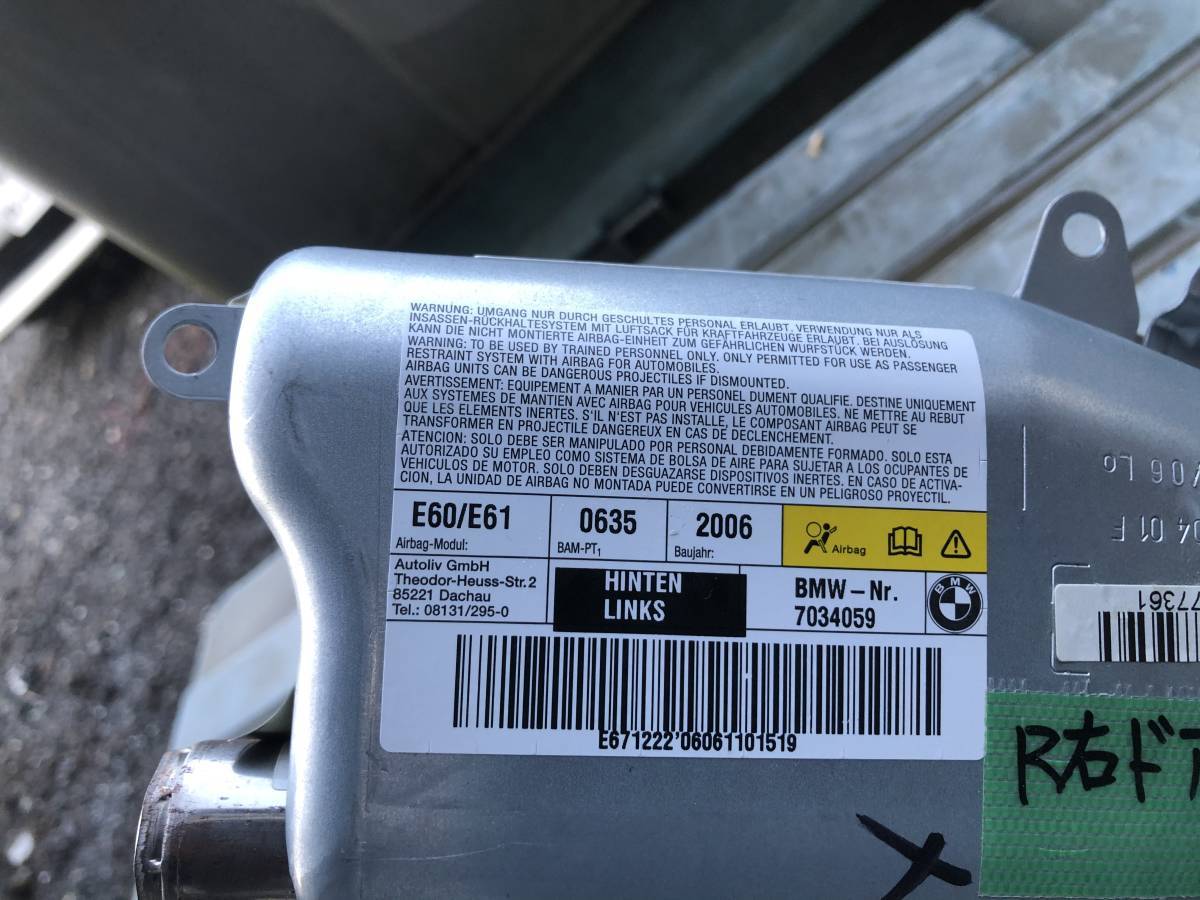 WARNUNG: UMGANG NUR DURCH GESCHULTES PERSONAL ERLAUBT. VERWENDUNG NUR ALS
INSASSEN-RÜCKHALTESYSTEM MIT LUFTSACK FÜR KRAFTFAHRZEUGE ERLAUBT. BEI AUSLÖSUNG
KANN DIE NICHT MONTIERTE AIRBAG-EINHEIT ZUM GEFÄHRLICHEN WURFSTÜCK WERDEN.
WARNING: TO BE USED BY TRAINED PERSONNEL ONLY. ONLY PERMITTED FOR USE AS PASSENGER
RESTRAINT SYSTEM WITH AIRBAG FOR AUTOMOBILES.
AIRBAG UNITS CAN BE DANGEROUS PROJECTILES IF DISMOUNTED.
AVERTISSEMENT: EQUIPEMENT A MANIER PAR UN PERSONEL DUMENT QUALIFIE. DESTINE UNIQUEMENT
AUX SYSTEMES DE MANTIEN AVEC AIRBAG POUR VEHICULES AUTOMOBILES. NE METTRE AU REBUT
QUE LES ELEMENTS INERTES. S'IL N'EST PAS INSTALLE, LE COMPOSANT AIRBAG PEUT SE
TRANSFORMER EN PROJECTILE DANGEREUX EN CAS DE DECLENCHEMENT.
ATENCION: SOLO DEBE SER MANIPULADO POR PERSONAL DEBIDAMENTE FORMADO. SOLO ESTA
AUTORIZADO SU EMPLEO COMO SISTEMA DE BOLSA DE AIRE PARA SUJETAR A LOS OCUPANTES DE
VEHICULOS DE MOTOR. SOLO DEBEN DESGUAZARSE DISPOSITIVOS INERTES. EN CASO DE ACTIVA-
CION, LA UNIDAD DE AIRBAG NO MONTADA PUEDE CONVERTIRSE EN UN PELIGROSO PROYECTIL.
E60/E61 0635 2006
Airbag-Modul: BAM-PT1 Baujahr: Airbag
Autoliv GmbH
Theodor-Heuss-Str.2
85221 Dachau
Tel.: 08131/295-0
HINTEN
LINKS
BMW – Nr.
7034059
BMW
E671222'06061101519
06 Lo
04 01 F
77361
R右ドア